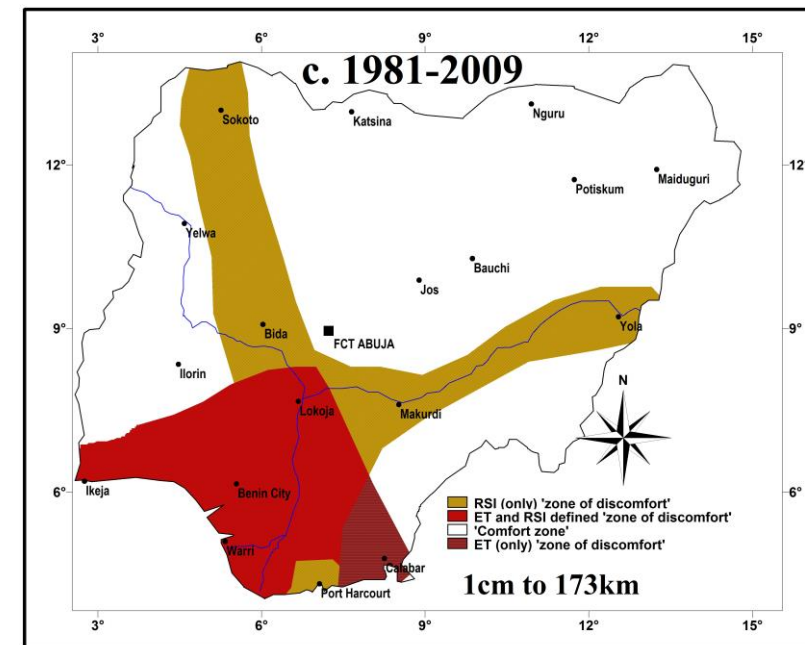 3° 6° 9° 12° 15°
c. 1981-2009
Sokoto
Katsina
Nguru
12° 12°
Maiduguri
Potiskum
Yelwa
Bauchi
Jos
9° 9°
Yola
Bida
FCT ABUJA
Ilorin
N
Lokoja
Makurdi
6° 6°
Ikeja
Benin City
RSI (only) 'zone of discomfort'
ET and RSI defined 'zone of discomfort'
'Comfort zone'
ET (only) 'zone of discomfort'
Warri
Calabar
Port Harcourt
1cm to 173km
3° 6° 9° 12° 15°